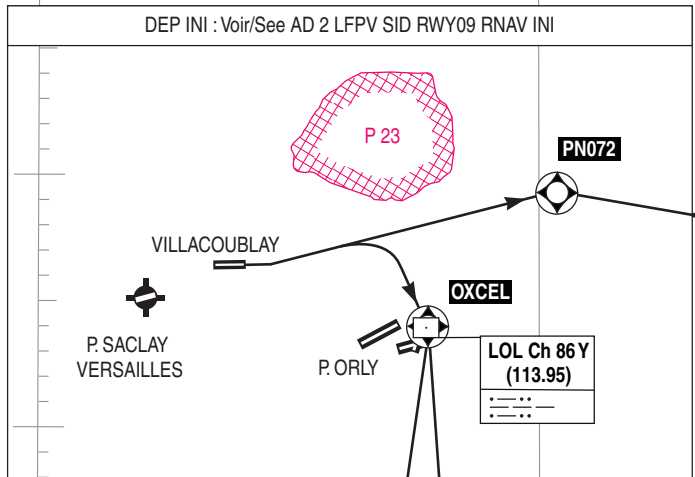 DEP INI : Voir/See AD 2 LFPV SID RWY09 RNAV INI
P 23
PN072
VILLACOUBLAY
OXCEL
P. SACLAY
VERSAILLES
P. ORLY
LOL Ch 86 Y
(113.95)